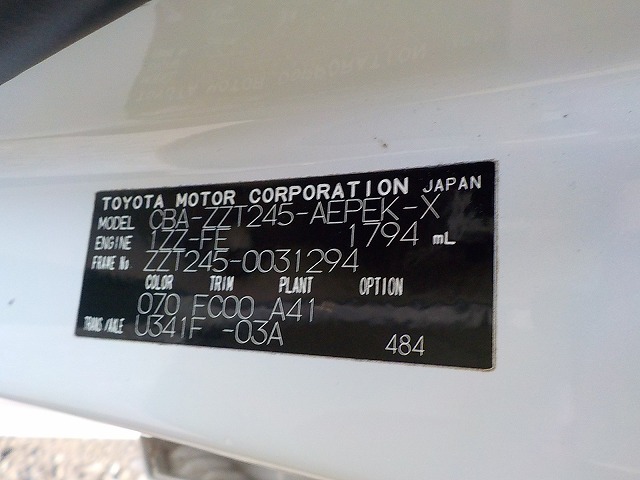 TOYOTA MOTOR CORPORATION JAPAN
MODEL CBA-ZZT245-AEPEK-X
ENGINE 1ZZ-FE 1794 mL
FRAME No ZZT245-0031294
COLOR TRIM PLANT OPTION
070 EC00 A41
TRANS/AXLE U341F -03A
484